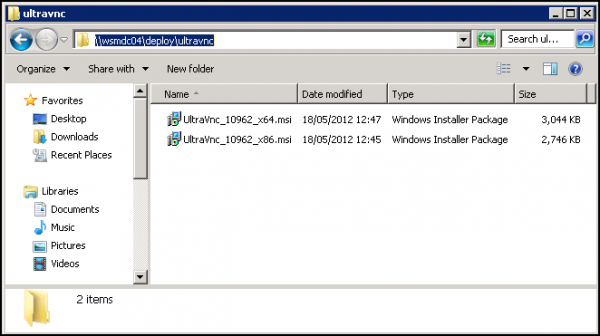 ultravnc
\\wsmdc04\deploy\ultravnc
Search ul...
Organize Share with New folder
Favorites
Desktop
Downloads
Recent Places
Libraries
Documents
Music
Pictures
Videos
Name Date modified Type Size
UltraVnc_10962_x64.msi 18/05/2012 12:47 Windows Installer Package 3,044 KB
UltraVnc_10962_x86.msi 18/05/2012 12:45 Windows Installer Package 2,746 KB
2 items